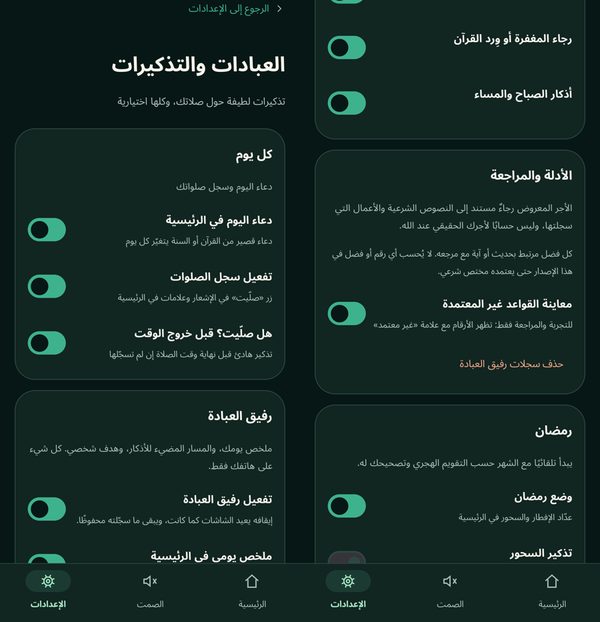 الرجوع إلى الإعدادات
العبادات والتذكيرات
تذكيرات لطيفة حول صلاتك، وكلها اختيارية
كل يوم
دعاء اليوم وسجل صلواتك
دعاء اليوم في الرئيسية
دعاء قصير من القرآن أو السنة يتغيّر كل يوم
تفعيل سجل الصلوات
زر «صلّيت» في الإشعار وعلامات في الرئيسية
هل صلّيت؟ قبل خروج الوقت
تذكير هادئ قبل نهاية وقت الصلاة إن لم تسجّلها
رفيق العبادة
ملخص يومك، والمسار المضيء للأذكار، وهدف شخصي. كل شيء
على هاتفك فقط.
تفعيل رفيق العبادة
إيقافه يعيد الشاشات كما كانت، ويبقى ما سجّلته محفوظًا.
ملخص يومي في الرئيسية
الرئيسية
الصمت
الإعدادات
رجاء المغفرة أو وِرد القرآن
أذكار الصباح والمساء
الأدلة والمراجعة
الأجر المعروض رجاءٌ مستند إلى النصوص الشرعية والأعمال التي
سجلتها، وليس حسابًا لأجرك الحقيقي عند الله.
كل فضل مرتبط بحديث أو آية مع مرجعه. لا يُحسب أي رقم أو فضل في
هذا الإصدار حتى يعتمده مختص شرعي.
معاينة القواعد غير المعتمدة
للتجربة والمراجعة فقط: تظهر الأرقام مع علامة «غير معتمد»
حذف سجلات رفيق العبادة
رمضان
يبدأ تلقائيًا مع الشهر حسب التقويم الهجري وتصحيحك له.
وضع رمضان
عدّاد الإفطار والسحور في الرئيسية
تذكير السحور
الرئيسية
الصمت
الإعدادات